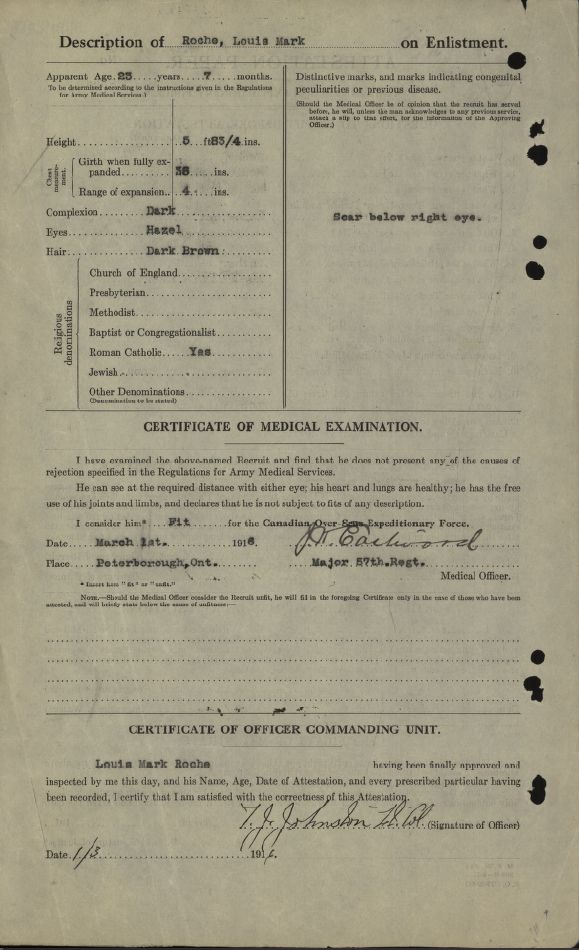 Description of Roche, Louis Mark on Enlistment.
Apparent Age. 23 years 7 months.
To be determined according to the instructions given in the Regulations
for Army Medical Services.)
Height 5 ft 83/4 ins.
Chest measurement.
Girth when fully ex-
panded 38 ins.
Range of expansion.. 4 ins.
Complexion Dark
Eyes Hazel
Hair Dark Brown
Religious denominations
Church of England
Presbyterian
Methodist
Baptist or Congregationalist
Roman Catholic Yes
Jewish
Other Denominations
(Denomination to be stated)
Distinctive marks, and marks indicating congenital
peculiarities or previous disease.
(Should the Medical Officer be of opinion that the recruit has served
before, he will, unless the man acknowledges to any previous service,
attach a slip to that effect, for the information of the Approving
Officer.)
Scar below right eye.
CERTIFICATE OF MEDICAL EXAMINATION.
I have examined the above-named Recruit and find that he does not present any of the causes of
rejection specified in the Regulations for Army Medical Services.
He can see at the required distance with either eye; his heart and lungs are healthy; he has the free
use of his joints and limbs, and declares that he is not subject to fits of any description.
I consider him* Fit for the Canadian Over-Seas Expeditionary Force.
Date March 1st. 1916. Eastwood
Place Peterborough, Ont. Major 57th. Regt.
Medical Officer.
* Insert here "fit" or "unfit."
NOTE.—Should the Medical Officer consider the Recruit unfit, he will fill in the foregoing Certificate only in the case of those who have been
attested, and will briefly state below the cause of unfitness:—
CERTIFICATE OF OFFICER COMMANDING UNIT.
Louis Mark Roche having been finally approved and
inspected by me this day, and his Name, Age, Date of Attestation, and every prescribed particular having
been recorded, I certify that I am satisfied with the correctness of this Attestation.
T. J. Johnston Lt. Col. (Signature of Officer)
Date 1/3 1916.